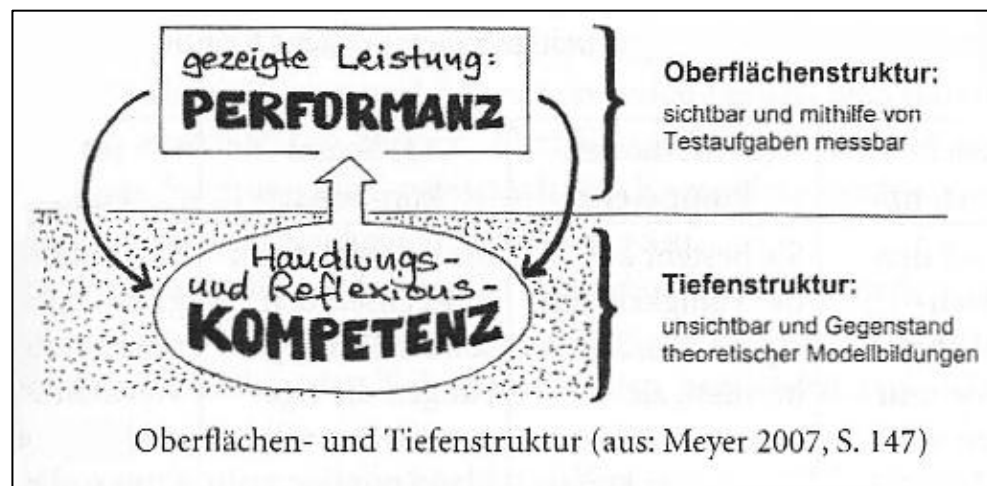 gezeigte Leistung:
PERFORMANZ
Oberflächenstruktur:
sichtbar und mithilfe von
Testaufgaben messbar
Handlungs-
und Reflexions-
KOMPETENZ
Tiefenstruktur:
unsichtbar und Gegenstand
theoretischer Modellbildungen
Oberflächen- und Tiefenstruktur (aus: Meyer 2007, S. 147)